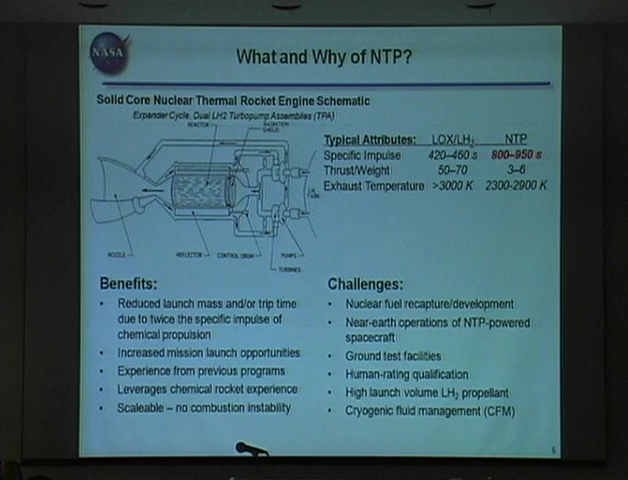 NASA
What and Why of NTP?
Solid Core Nuclear Thermal Rocket Engine Schematic
Expander Cycle, Dual LH2 Turbopump Assemblies (TPA)
REACTOR
RADIATION
SHIELD
Typical Attributes: LOX/LH2 NTP
Specific Impulse 420–460 s 800–950 s
Thrust/Weight 50–70 3–6
Exhaust Temperature >3000 K 2300-2900 K
TANK
NOZZLE REFLECTOR CONTROL DRUM PUMPS
TURBINES
Benefits:
• Reduced launch mass and/or trip time
due to twice the specific impulse of
chemical propulsion
• Increased mission launch opportunities
• Experience from previous programs
• Leverages chemical rocket experience
• Scaleable – no combustion instability
Challenges:
• Nuclear fuel recapture/development
• Near-earth operations of NTP-powered
spacecraft
• Ground test facilities
• Human-rating qualification
• High launch volume LH2 propellant
• Cryogenic fluid management (CFM)
5